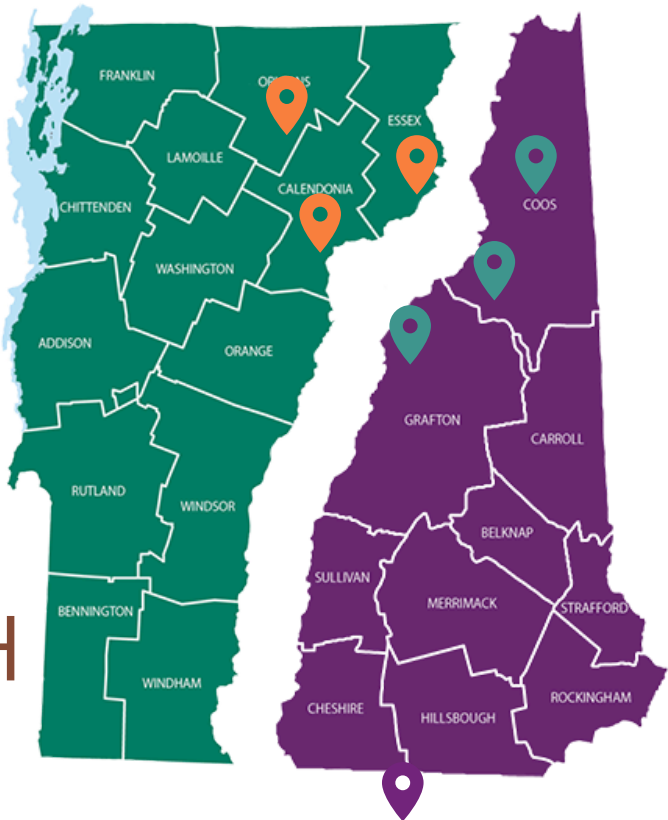 FRANKLIN
ORLEANS
ESSEX
LAMOILLE
CALENDONIA
CHITTENDEN
COOS
WASHINGTON
ADDISON
ORANGE
GRAFTON
CARROLL
RUTLAND
WINDSOR
BELKNAP
SULLIVAN
MERRIMACK
STRAFFORD
BENNINGTON
H
WINDHAM
CHESHIRE
HILLSBOUGH
ROCKINGHAM